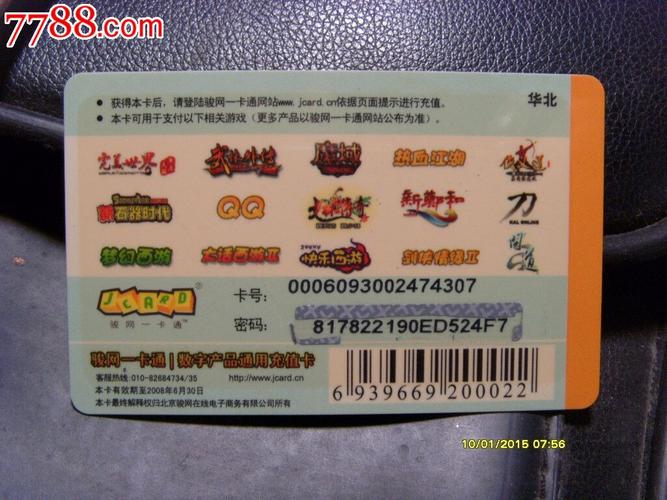 7788.com
● 获得本卡后，请登陆骏网一卡通网站www.jcard.cn依据页面提示进行充值。
● 本卡可用于支付以下相关游戏（更多产品以骏网一卡通网站公布为准）。
华北
完美世界
武林外传
魔域
热血江湖
新石器时代
QQ
新郑和
刀
KAL ONLINE
梦幻西游
大话西游II
快乐西游
剑侠情缘II
问道
JCARD®
骏网一卡通™
卡号: 0006093002474307
密码: 817822190ED524F7
骏网一卡通 | 数字产品通用充值卡
客服热线:010-82684734/35 http://www.jcard.cn
本卡有效期至2008年6月30日
本卡最终解释权归北京骏网在线电子商务有限公司所有
6 939669 200022
10/01/2015 07:56